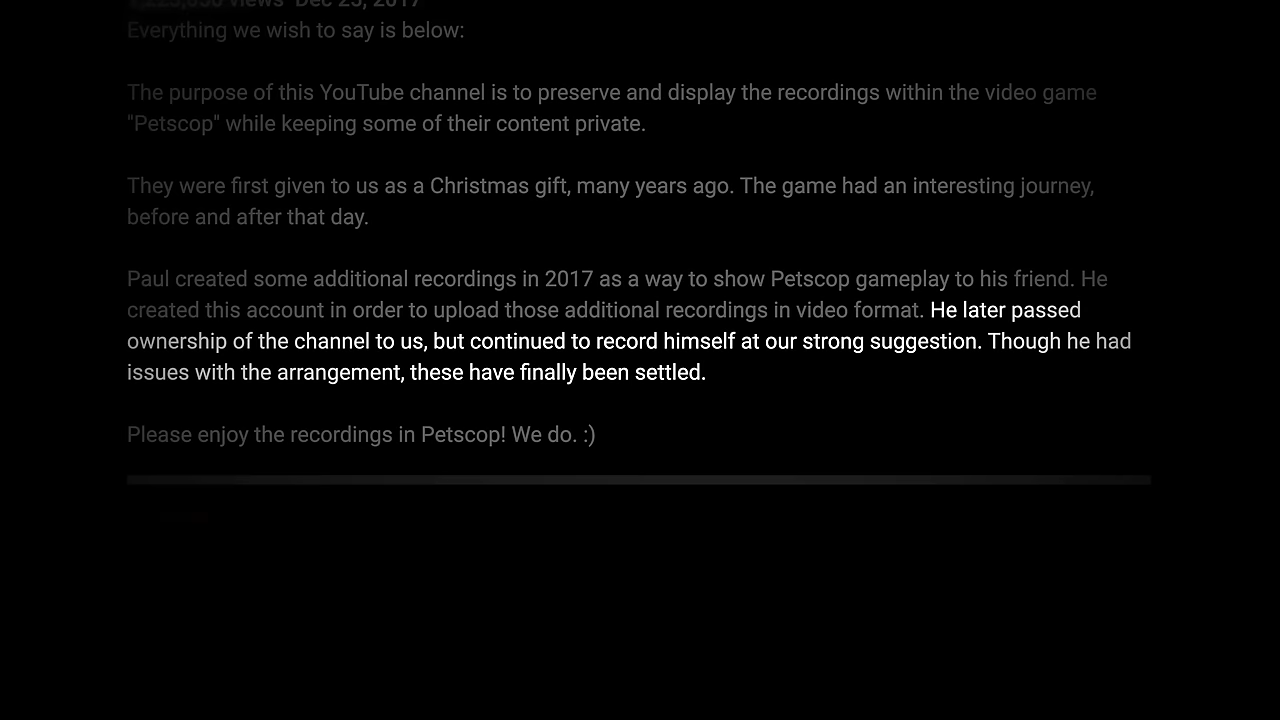 views Dec 25, 2017
Everything we wish to say is below:
The purpose of this YouTube channel is to preserve and display the recordings within the video game
"Petscop" while keeping some of their content private.
They were first given to us as a Christmas gift, many years ago. The game had an interesting journey,
before and after that day.
Paul created some additional recordings in 2017 as a way to show Petscop gameplay to his friend. He
created this account in order to upload those additional recordings in video format. He later passed
ownership of the channel to us, but continued to record himself at our strong suggestion. Though he had
issues with the arrangement, these have finally been settled.
Please enjoy the recordings in Petscop! We do. :)